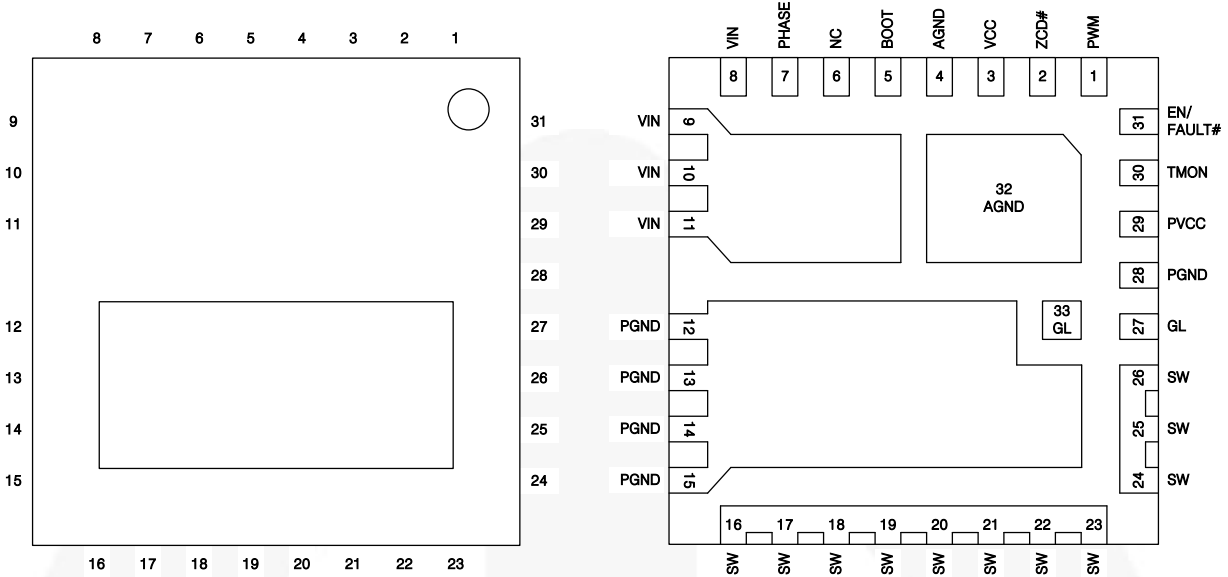 8 7 6 5 4 3 2 1
9
10
11
12
13
14
15
16 17 18 19 20 21 22 23
31
30
29
28
27
26
25
24
VIN PHASE NC BOOT AGND VCC ZCD# PWM
8 7 6 5 4 3 2 1
VIN 9
VIN 10
VIN 11
PGND 12
PGND 13
PGND 14
PGND 15
32
AGND
33
GL
31 EN/
FAULT#
30 TMON
29 PVCC
28 PGND
27 GL
26 SW
25 SW
24 SW
16 17 18 19 20 21 22 23
SW SW SW SW SW SW SW SW